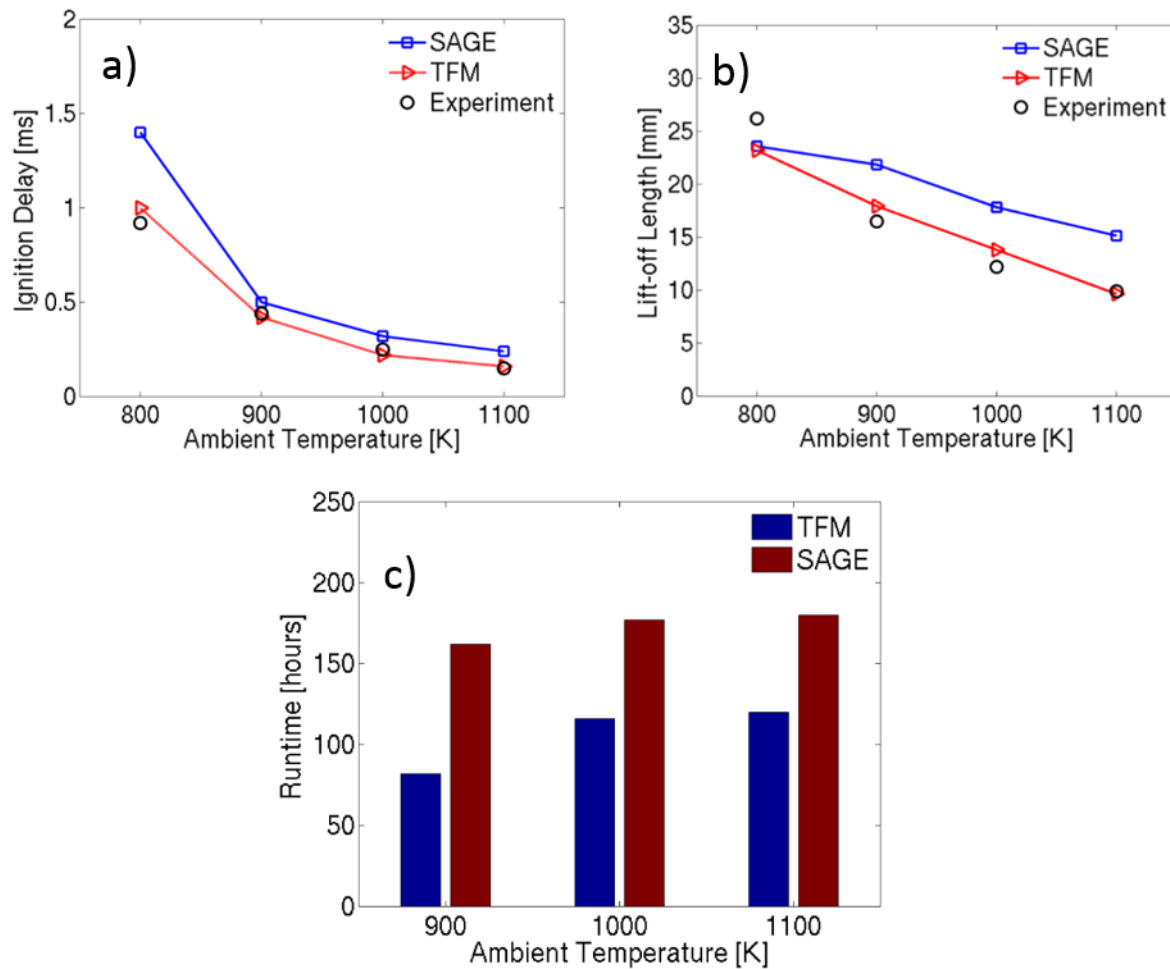 a)
SAGE
TFM
Experiment
Ignition Delay [ms]
2
1.5
1
0.5
0
800 900 1000 1100
Ambient Temperature [K]
b)
SAGE
TFM
Experiment
Lift-off Length [mm]
35
30
25
20
15
10
5
0
800 900 1000 1100
Ambient Temperature [K]
c)
TFM
SAGE
Runtime [hours]
250
200
150
100
50
0
900 1000 1100
Ambient Temperature [K]